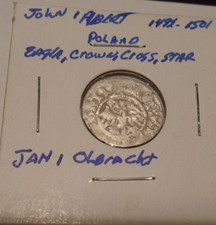 JOHN I ALBERT 1492-1501
POLAND
EAGLE, CROWN, CROSS, STAR
JAN I Olbracht